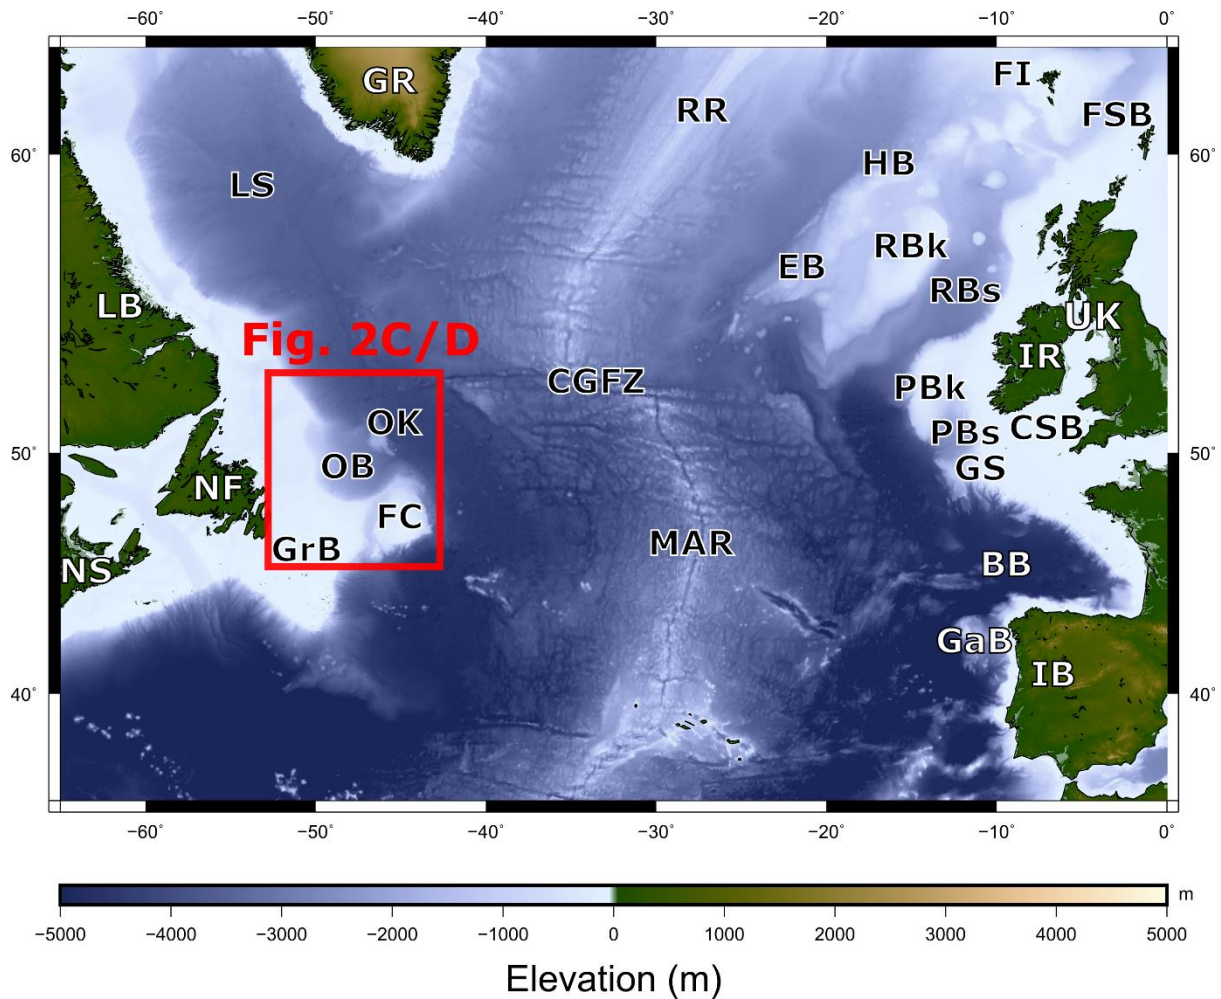 −60° −50° −40° −30° −20° −10° 0°
GR RR FI
FSB
60° HB 60°
LS
RBk
EB
RBs
LB UK
Fig. 2C/D
IR
CGFZ PBk
OK
PBs CSB
50° 50°
OB GS
NF
FC
GrB MAR
NS BB
GaB
IB
40° 40°
−60° −50° −40° −30° −20° −10° 0°
m
−5000 −4000 −3000 −2000 −1000 0 1000 2000 3000 4000 5000
Elevation (m)